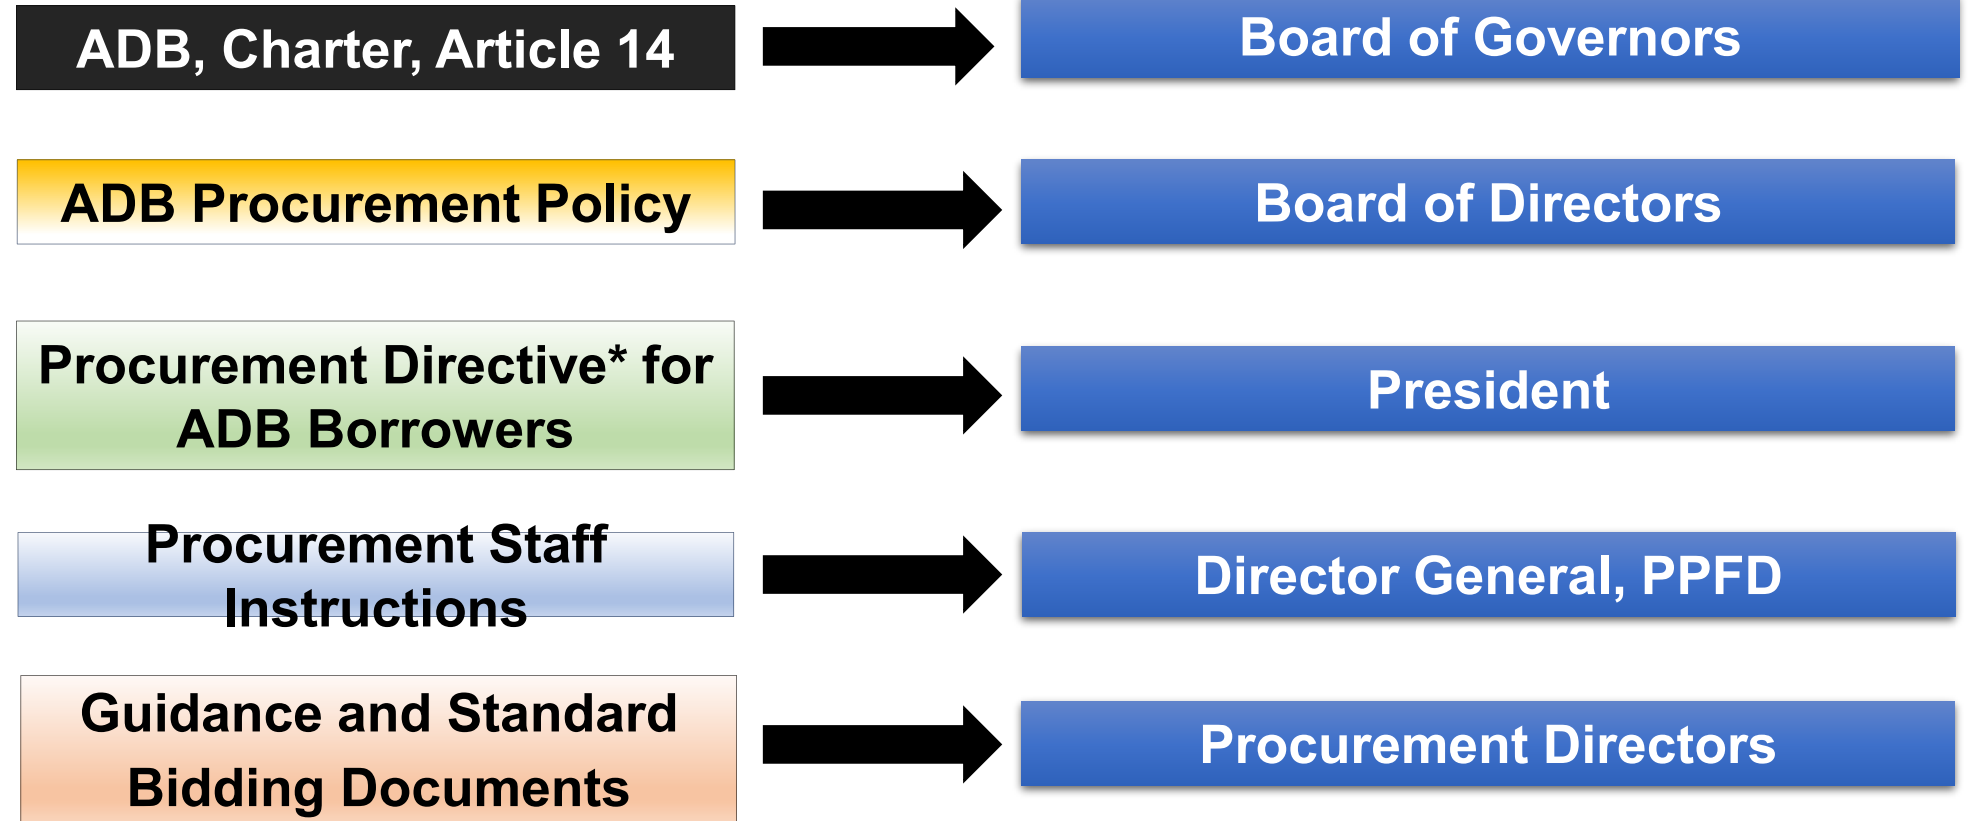 ADB, Charter, Article 14
Board of Governors
ADB Procurement Policy
Board of Directors
Procurement Directive* for
ADB Borrowers
President
Procurement Staff
Instructions
Director General, PPFD
Guidance and Standard
Bidding Documents
Procurement Directors